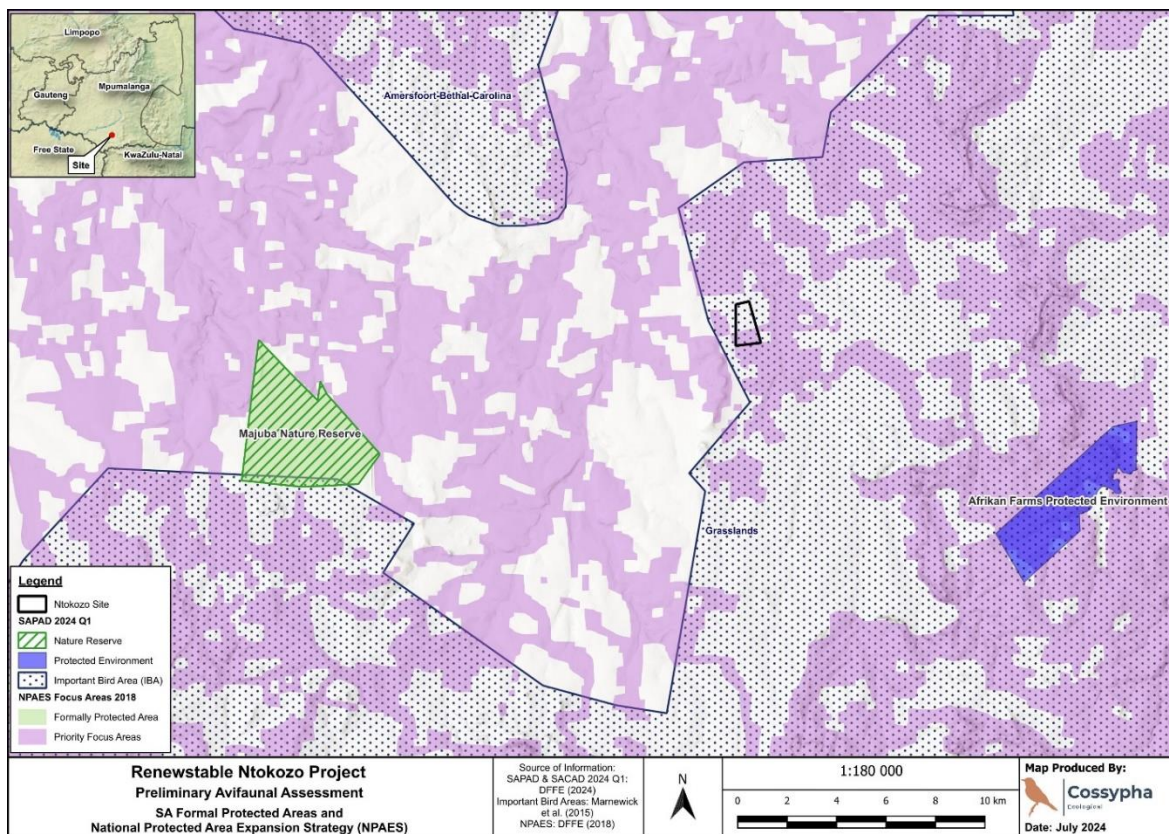 Limpopo
Mpumalanga
Gauteng
Free State
KwaZulu-Natal
Site
Amersfoort-Bethal-Carolina
Majuba Nature Reserve
Afrikan Farms Protected Environment
Grasslands
Legend
Ntokozo Site
SAPAD 2024 Q1
Nature Reserve
Protected Environment
Important Bird Area (IBA)
NPAES Focus Areas 2018
Formally Protected Area
Priority Focus Areas
Renewstable Ntokozo Project
Preliminary Avifaunal Assessment
SA Formal Protected Areas and
National Protected Area Expansion Strategy (NPAES)
Source of Information:
SAPAD & SACAD 2024 Q1:
DFFE (2024)
Important Bird Areas: Marnewick
et al. (2015)
NPAES: DFFE (2018)
N
1:180 000
0 2 4 6 8 10 km
Map Produced By:
Cossypha
Ecological
Date: July 2024